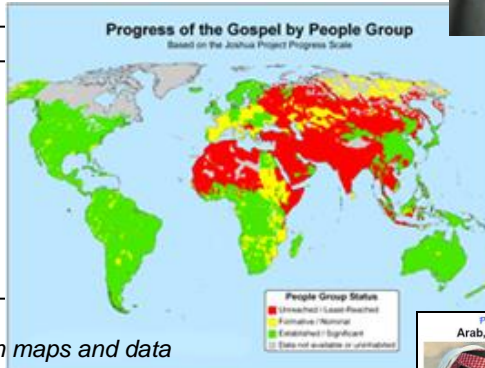 Progress of the Gospel by People Group
Based on the Joshua Project Progress Scale
People Group Status
Unreached / Least-Reached
Formative / Nominal
Established / Significant
Data not available or uninhabited
maps and data
Arab,